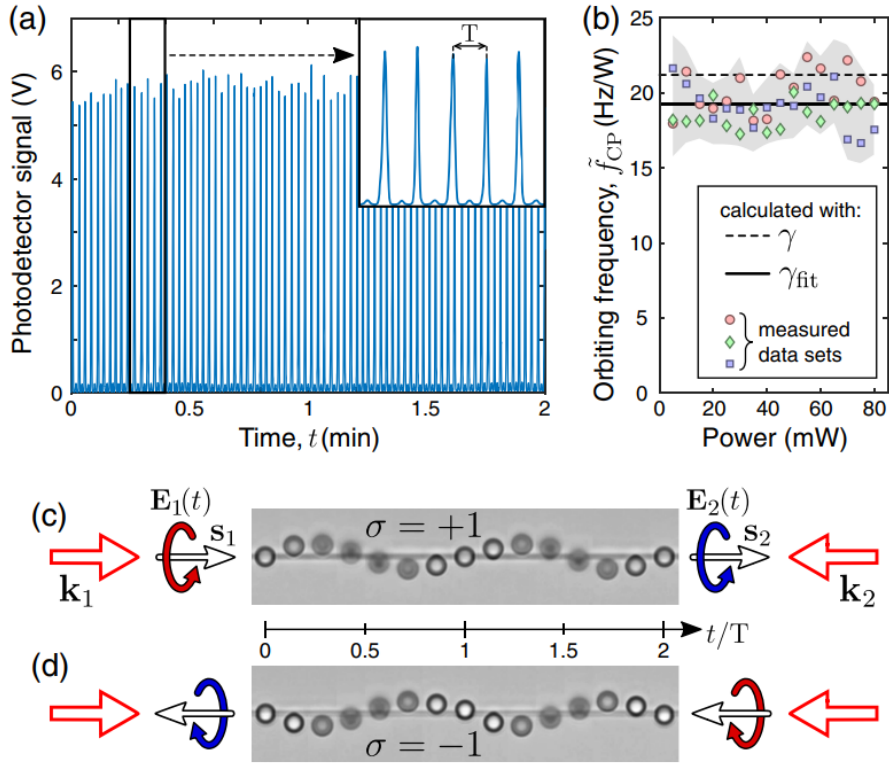 (a)
Photodetector signal (V)
8
6
4
2
0
0 0.5 1 1.5 2
Time, t (min)
T
(b)
Orbiting frequency, f̃CP (Hz/W)
25
20
15
10
5
0
0 20 40 60 80
Power (mW)
calculated with:
γ
γfit
measured
data sets
(c)
E1(t)
s1
k1
σ = +1
E2(t)
s2
k2
0 0.5 1 1.5 2
t/T
(d)
σ = −1